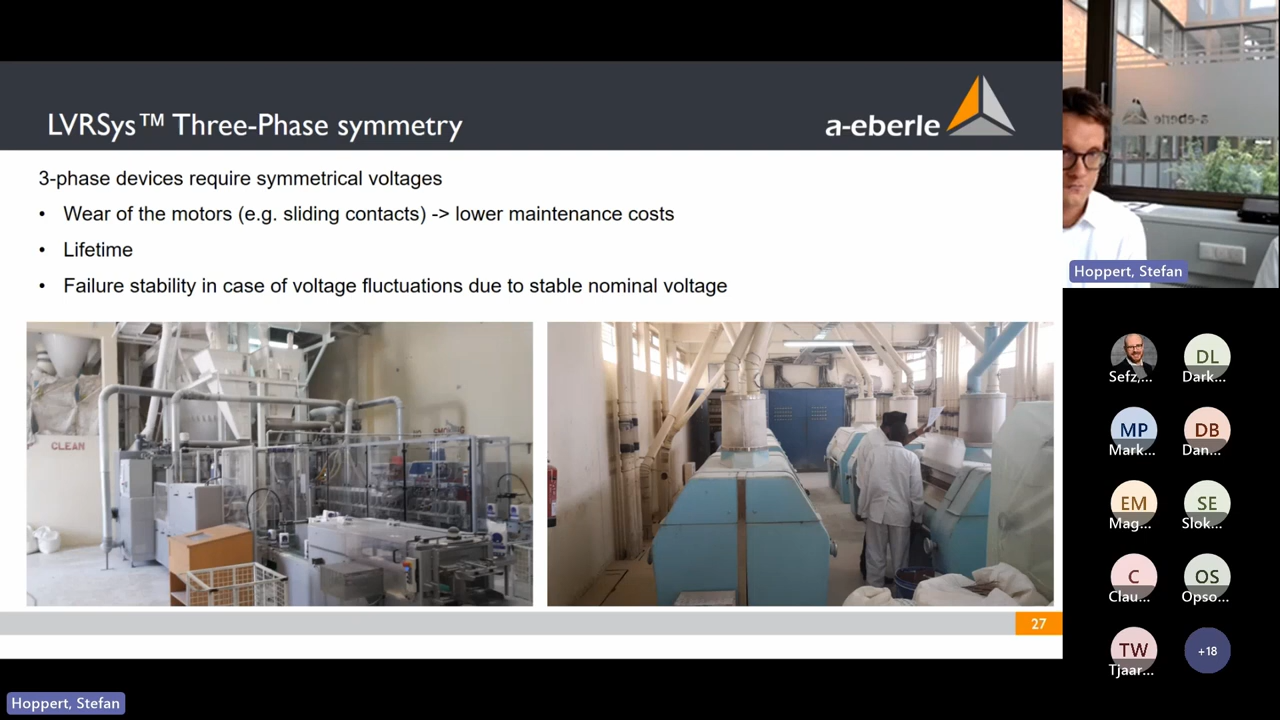 LVRSys™ Three-Phase symmetry
a-eberle
3-phase devices require symmetrical voltages
• Wear of the motors (e.g. sliding contacts) -> lower maintenance costs
• Lifetime
• Failure stability in case of voltage fluctuations due to stable nominal voltage
CLEAN
27
Hoppert, Stefan
a-eberle
Hoppert, Stefan
Sefz,...
DL
Dark...
MP
Mark...
DB
Dan...
EM
Mag...
SE
Slok...
C
Clau...
OS
Opso...
TW
Tjaar...
+18